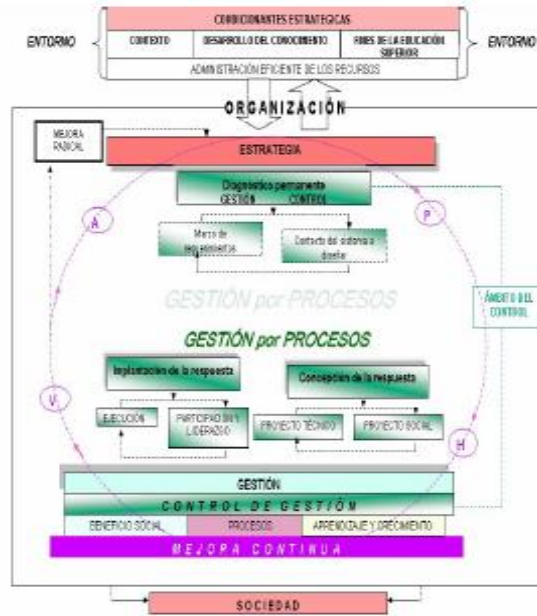 CONDICIONANTES ESTRATEGICAS
ENTORNO
CONTEXTO
DESARROLLO DEL CONOCIMIENTO
FINES DE LA EDUCACIÓN
SUPERIOR
ENTORNO
ADMINISTRACIÓN EFICIENTE DE LOS RECURSOS
ORGANIZACIÓN
MEJORA
RADICAL
ESTRATEGIA
Diagnóstico permanente
GESTIÓN CONTROL
A
P
Marco de
requerimientos
Contexto del sistema a
diseñar
GESTIÓN por PROCESOS
ÁMBITO DEL
CONTROL
GESTIÓN por PROCESOS
Implantación de la respuesta
Concepción de la respuesta
V
EJECUCIÓN
PARTICIPACIÓN Y
LIDERAZGO
PROYECTO TÉCNICO
PROYECTO SOCIAL
H
GESTIÓN
CONTROL DE GESTIÓN
BENEFICIO SOCIAL
PROCESOS
APRENDIZAJE Y CRECIMIENTO
MEJORA CONTINUA
SOCIEDAD